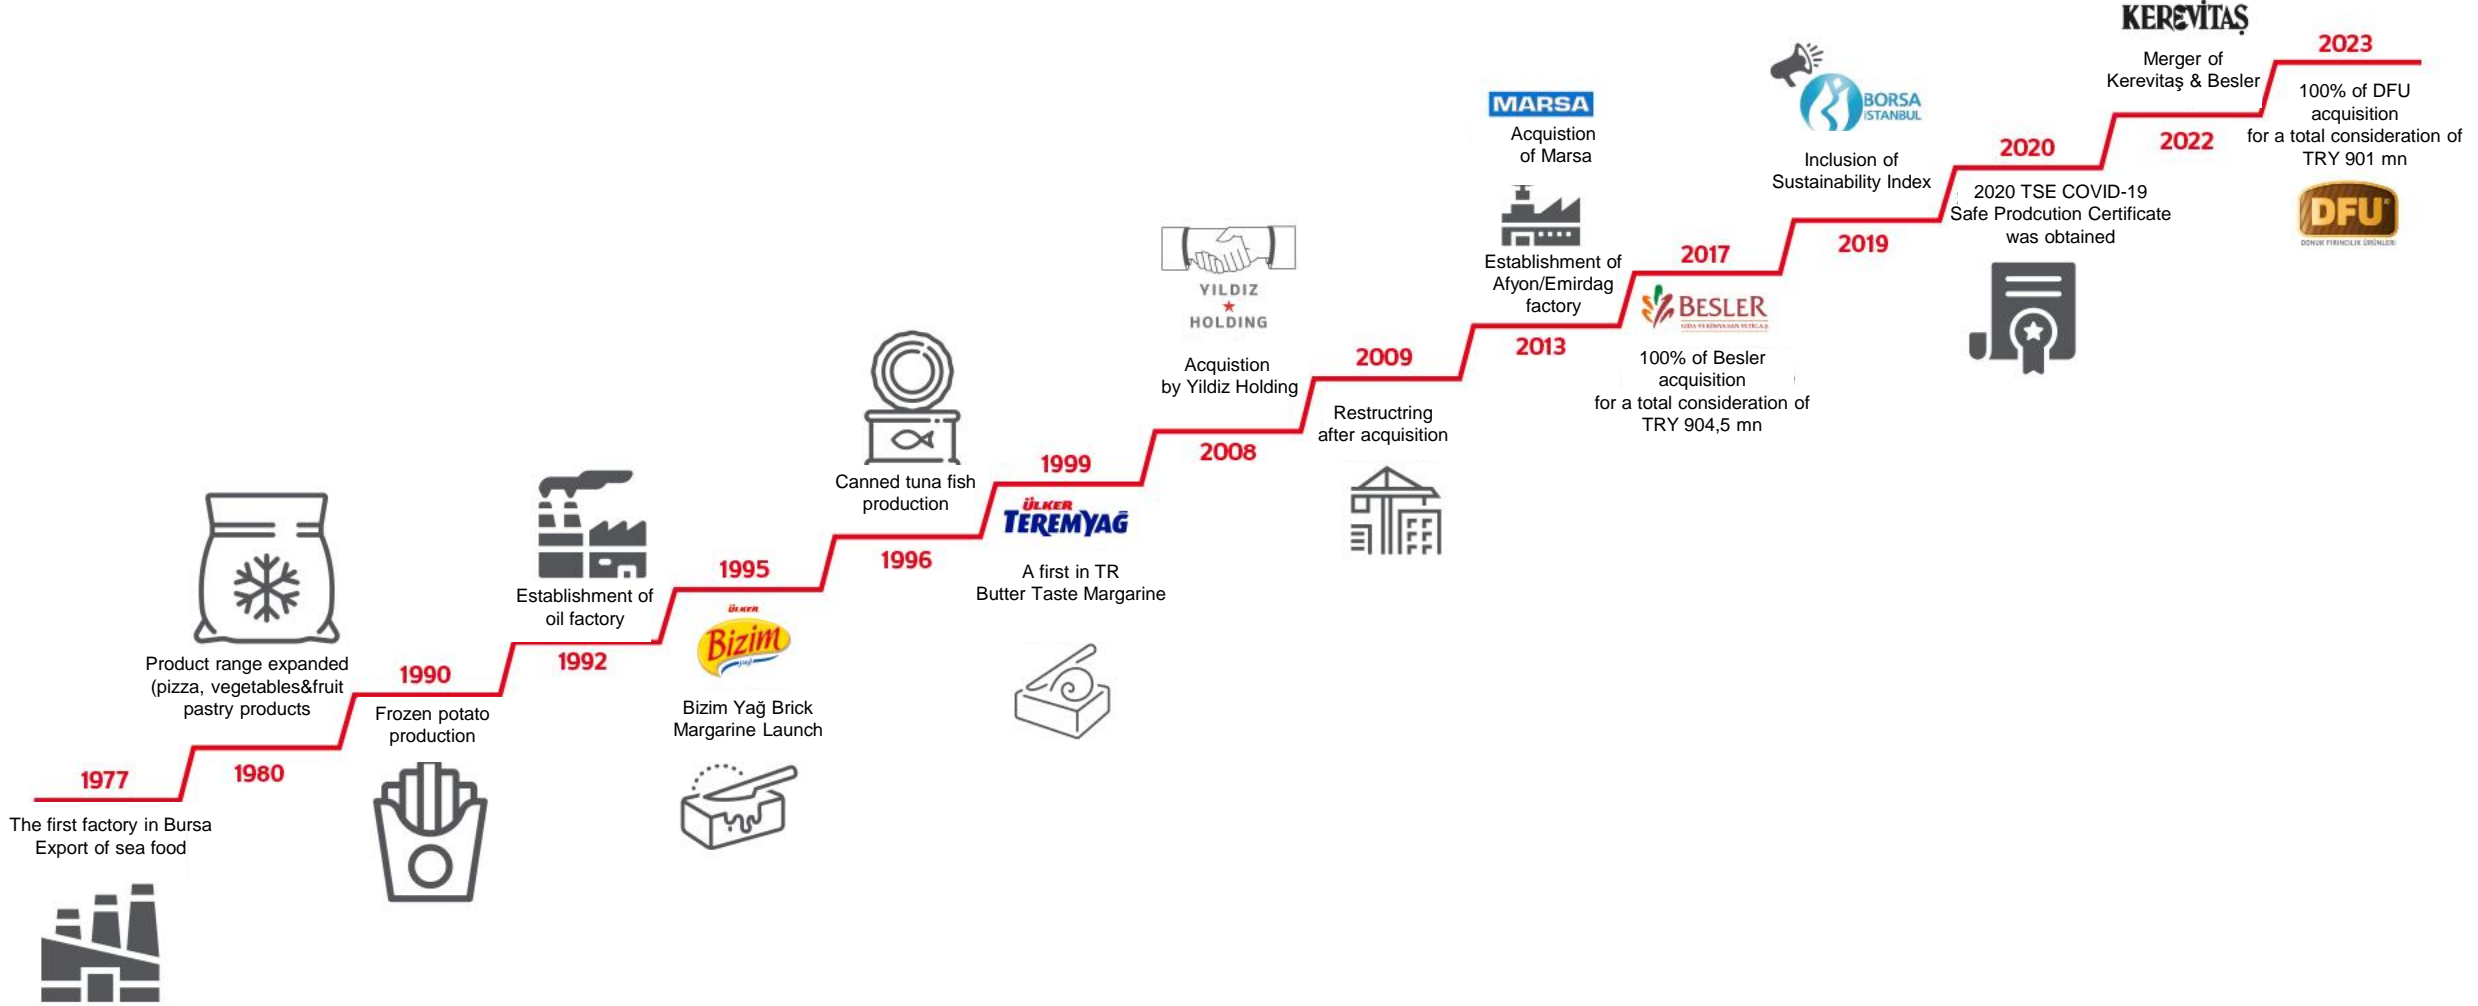 1977
The first factory in Bursa
Export of sea food
Product range expanded
(pizza, vegetables&fruit
pastry products
1980
1990
Frozen potato
production
Establishment of
oil factory
1992
1995
ÜLKER
Bizim
Bizim Yağ Brick
Margarine Launch
Canned tuna fish
production
1996
1999
ÜLKER
TEREMYAĞ
A first in TR
Butter Taste Margarine
YILDIZ
HOLDING
Acquistion
by Yildiz Holding
2008
2009
Restructring
after acquisition
MARSA
Acquistion
of Marsa
Establishment of
Afyon/Emirdag
factory
2013
2017
BESLER
100% of Besler
acquisition
for a total consideration of
TRY 904,5 mn
BORSA
İSTANBUL
Inclusion of
Sustainability Index
2019
2020
2020 TSE COVID-19
Safe Prodcution Certificate
was obtained
KEREVİTAŞ
Merger of
Kerevitaş & Besler
2022
2023
100% of DFU
acquisition
for a total consideration of
TRY 901 mn
DFU
DONUK FIRINCILIK ÜRÜNLERİ